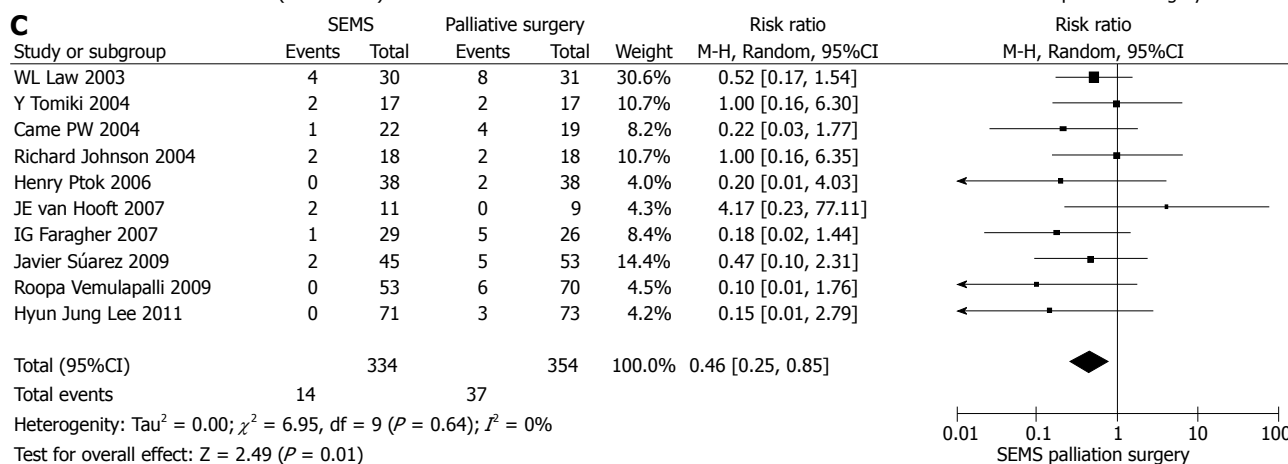 C
SEMS Palliative surgery Risk ratio Risk ratio
Study or subgroup Events Total Events Total Weight M-H, Random, 95%CI M-H, Random, 95%CI
WL Law 2003 4 30 8 31 30.6% 0.52 [0.17, 1.54]
Y Tomiki 2004 2 17 2 17 10.7% 1.00 [0.16, 6.30]
Came PW 2004 1 22 4 19 8.2% 0.22 [0.03, 1.77]
Richard Johnson 2004 2 18 2 18 10.7% 1.00 [0.16, 6.35]
Henry Ptok 2006 0 38 2 38 4.0% 0.20 [0.01, 4.03]
JE van Hooft 2007 2 11 0 9 4.3% 4.17 [0.23, 77.11]
IG Faragher 2007 1 29 5 26 8.4% 0.18 [0.02, 1.44]
Javier Súarez 2009 2 45 5 53 14.4% 0.47 [0.10, 2.31]
Roopa Vemulapalli 2009 0 53 6 70 4.5% 0.10 [0.01, 1.76]
Hyun Jung Lee 2011 0 71 3 73 4.2% 0.15 [0.01, 2.79]
Total (95%CI) 334 354 100.0% 0.46 [0.25, 0.85]
Total events 14 37
Heterogenity: Tau² = 0.00; χ² = 6.95, df = 9 (P = 0.64); I² = 0%
Test for overall effect: Z = 2.49 (P = 0.01)
0.01 0.1 1 10 100
SEMS palliation surgery